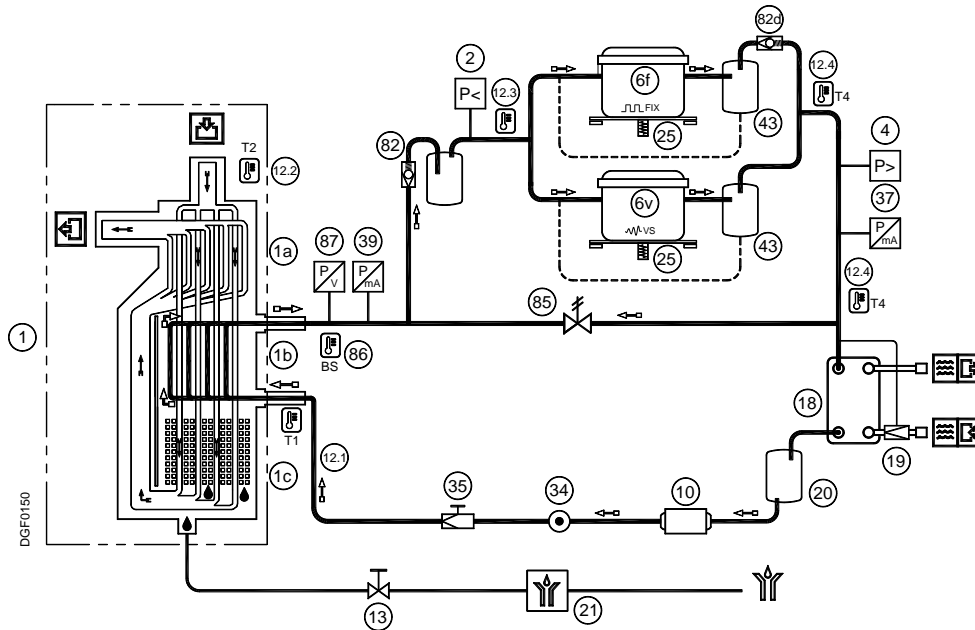 82d
2
P<
12.3
6f
FIX
12.4
T4
25
43
4
P>
82
T2
12.2
6v
VS
37
P
mA
25
43
87
39
P
V
P
mA
1a
12.4
T4
85
1
BS
86
1b
18
T1
19
12.1
1c
35
34
10
20
DGF0150
13
21